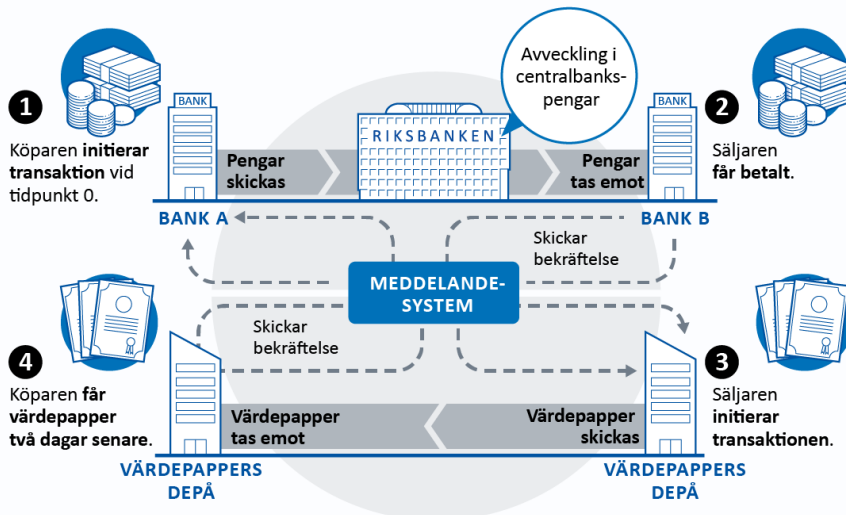 1
Köparen initierar
transaktion vid
tidpunkt 0.
BANK
BANK A
Pengar
skickas
RIKSBANKEN
Avveckling i
centralbanks-
pengar
Pengar
tas emot
BANK
BANK B
2
Säljaren
får betalt.
Skickar
bekräftelse
MEDDELANDE-
SYSTEM
Skickar
bekräftelse
3
Säljaren
initierar
transaktionen.
Värdepapper
skickas
VÄRDEPAPPERS
DEPÅ
Värdepapper
tas emot
VÄRDEPAPPERS
DEPÅ
4
Köparen får
värdepapper
två dagar senare.